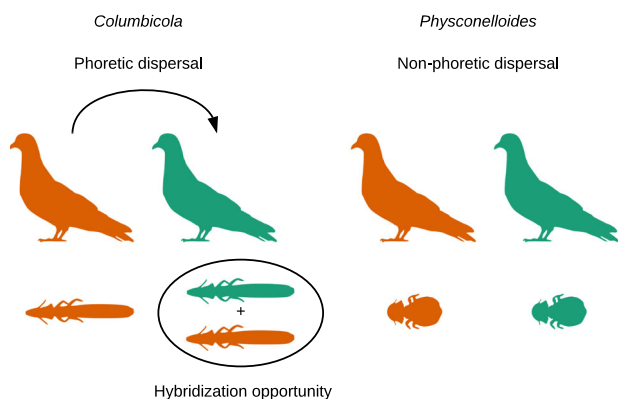 Columbicola
Physconelloides
Phoretic dispersal
Non-phoretic dispersal
+
Hybridization opportunity